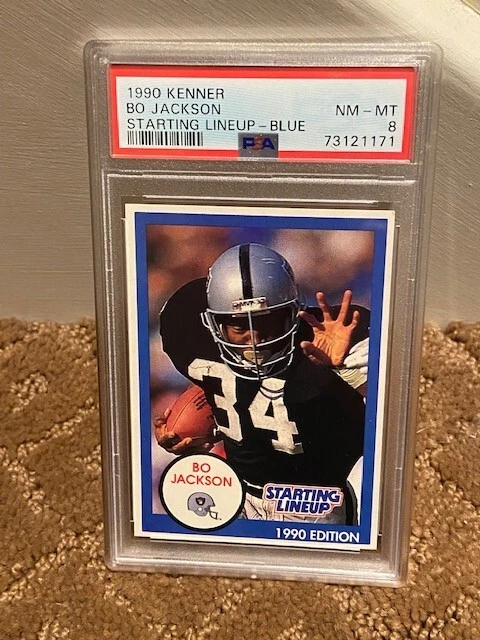 1990 KENNER
BO JACKSON NM-MT
STARTING LINEUP-BLUE 8
PSA 73121171
34
BO
JACKSON
STARTING
LINEUP
1990 EDITION